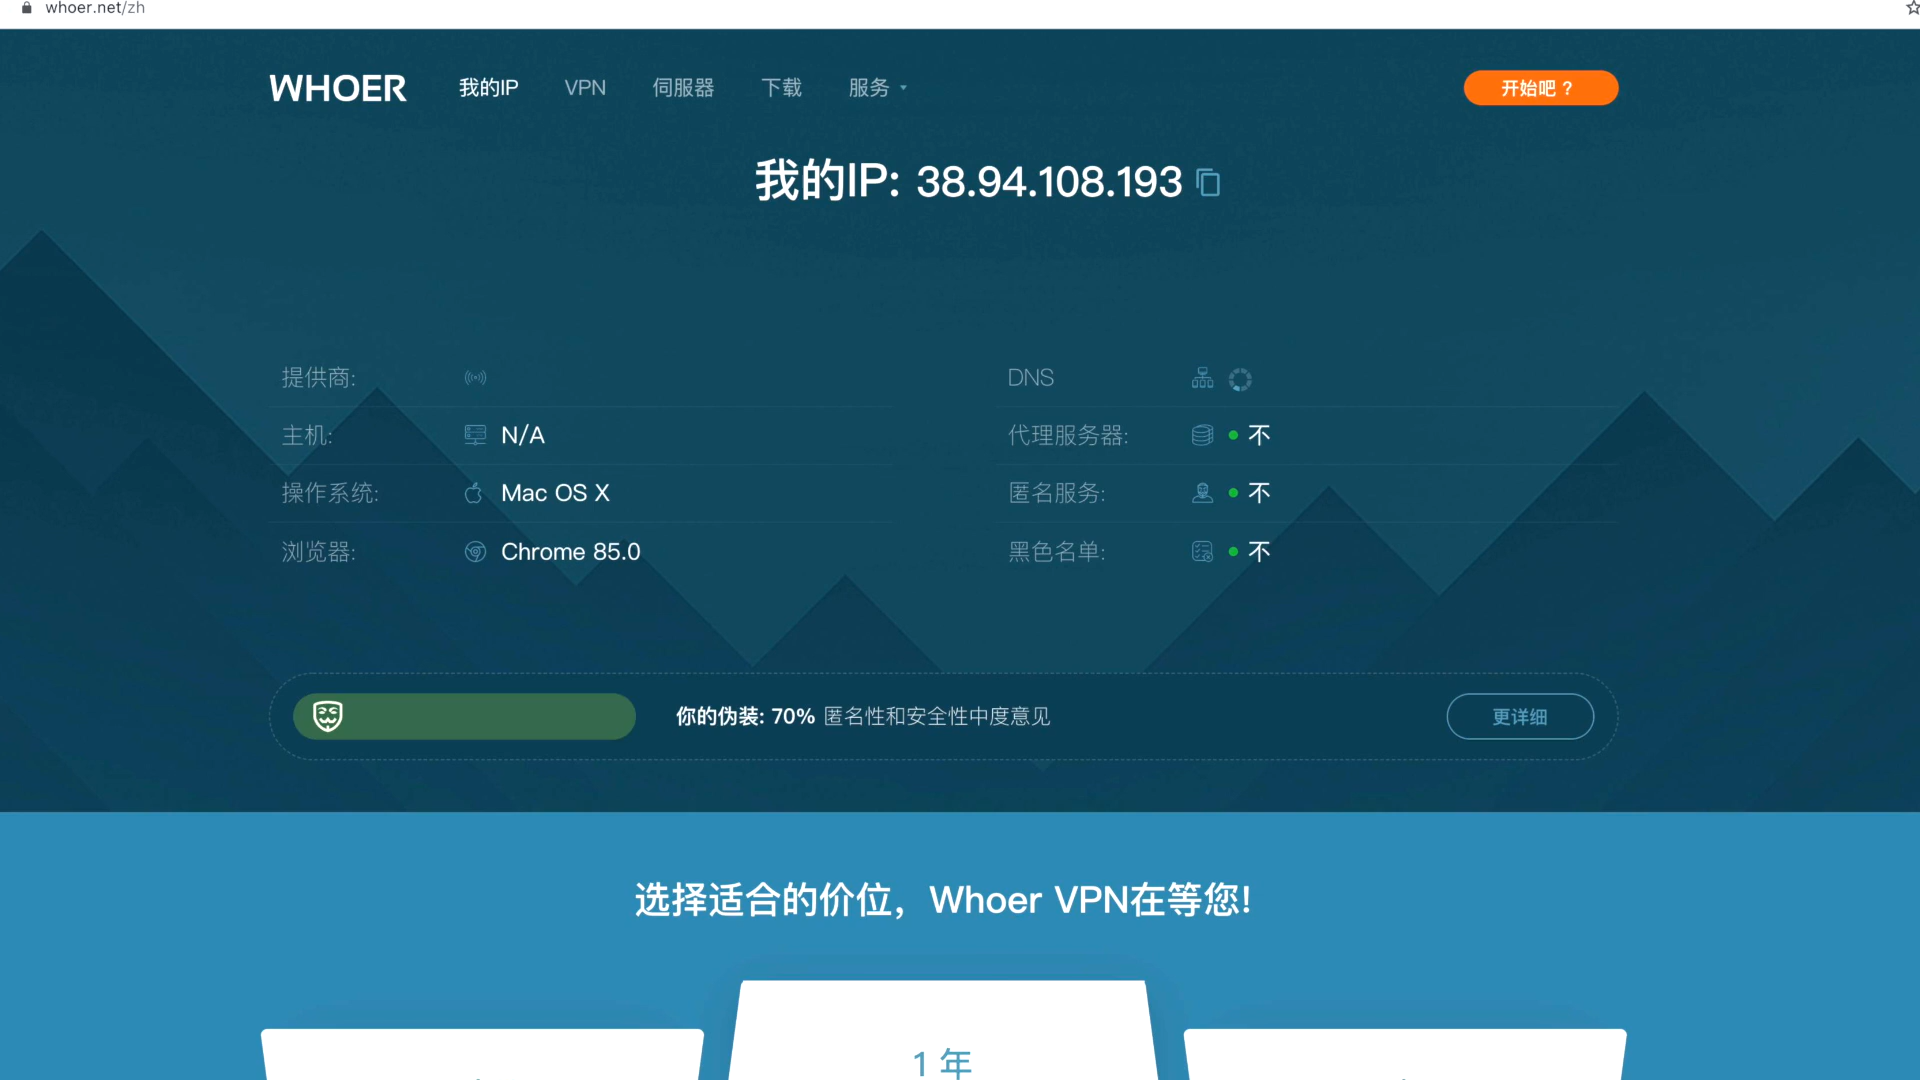 whoer.net/zh
WHOER 我的IP VPN 伺服器 下载 服务 开始吧 ?
我的IP: 38.94.108.193
提供商:
主机: N/A
操作系统: Mac OS X
浏览器: Chrome 85.0
DNS
代理服务器: 不
匿名服务: 不
黑色名单: 不
你的伪装: 70% 匿名性和安全性中度意见
更详细
选择适合的价位，Whoer VPN在等您!
1 年